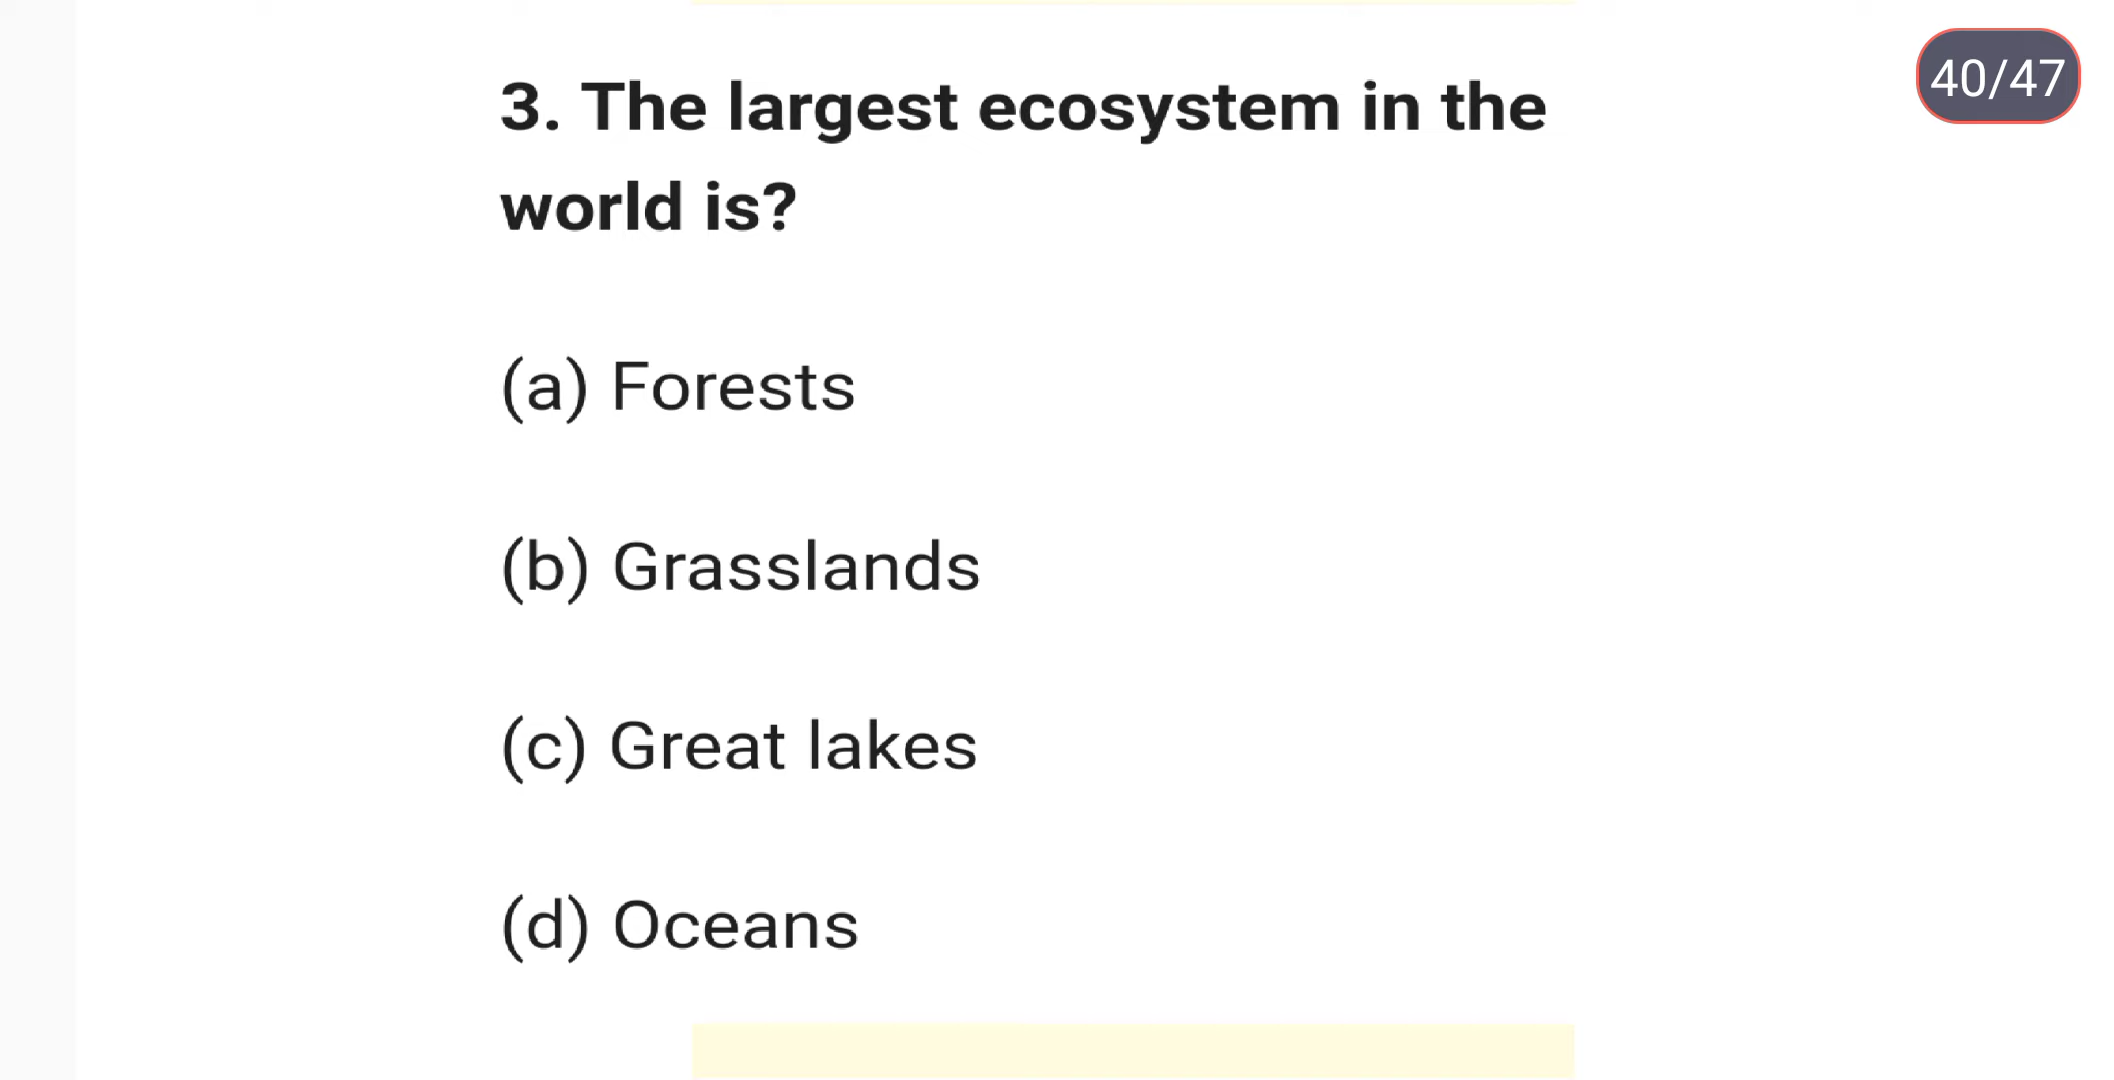 40/47
3. The largest ecosystem in the
world is?
(a) Forests
(b) Grasslands
(c) Great lakes
(d) Oceans